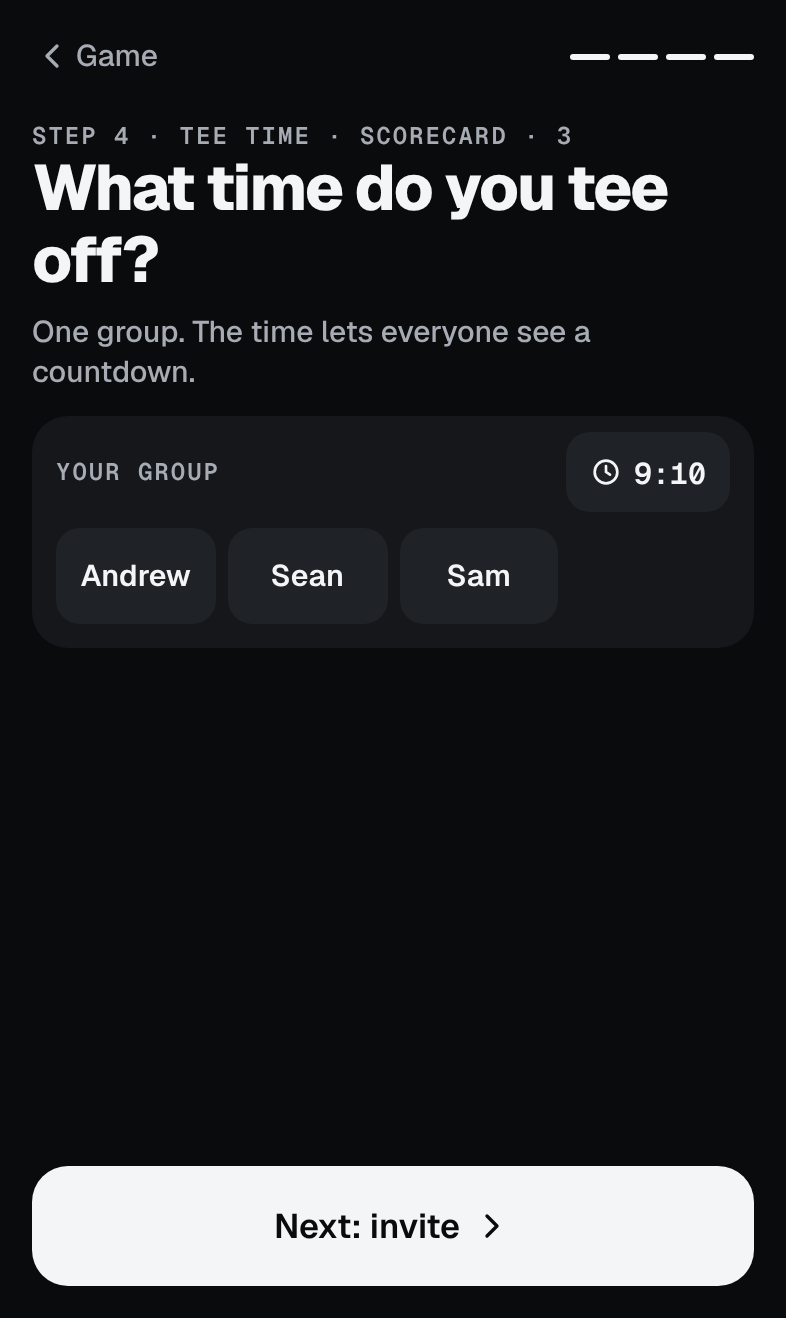 Game
STEP 4 · TEE TIME · SCORECARD · 3
What time do you tee
off?
One group. The time lets everyone see a
countdown.
YOUR GROUP
9:10
Andrew
Sean
Sam
Next: invite